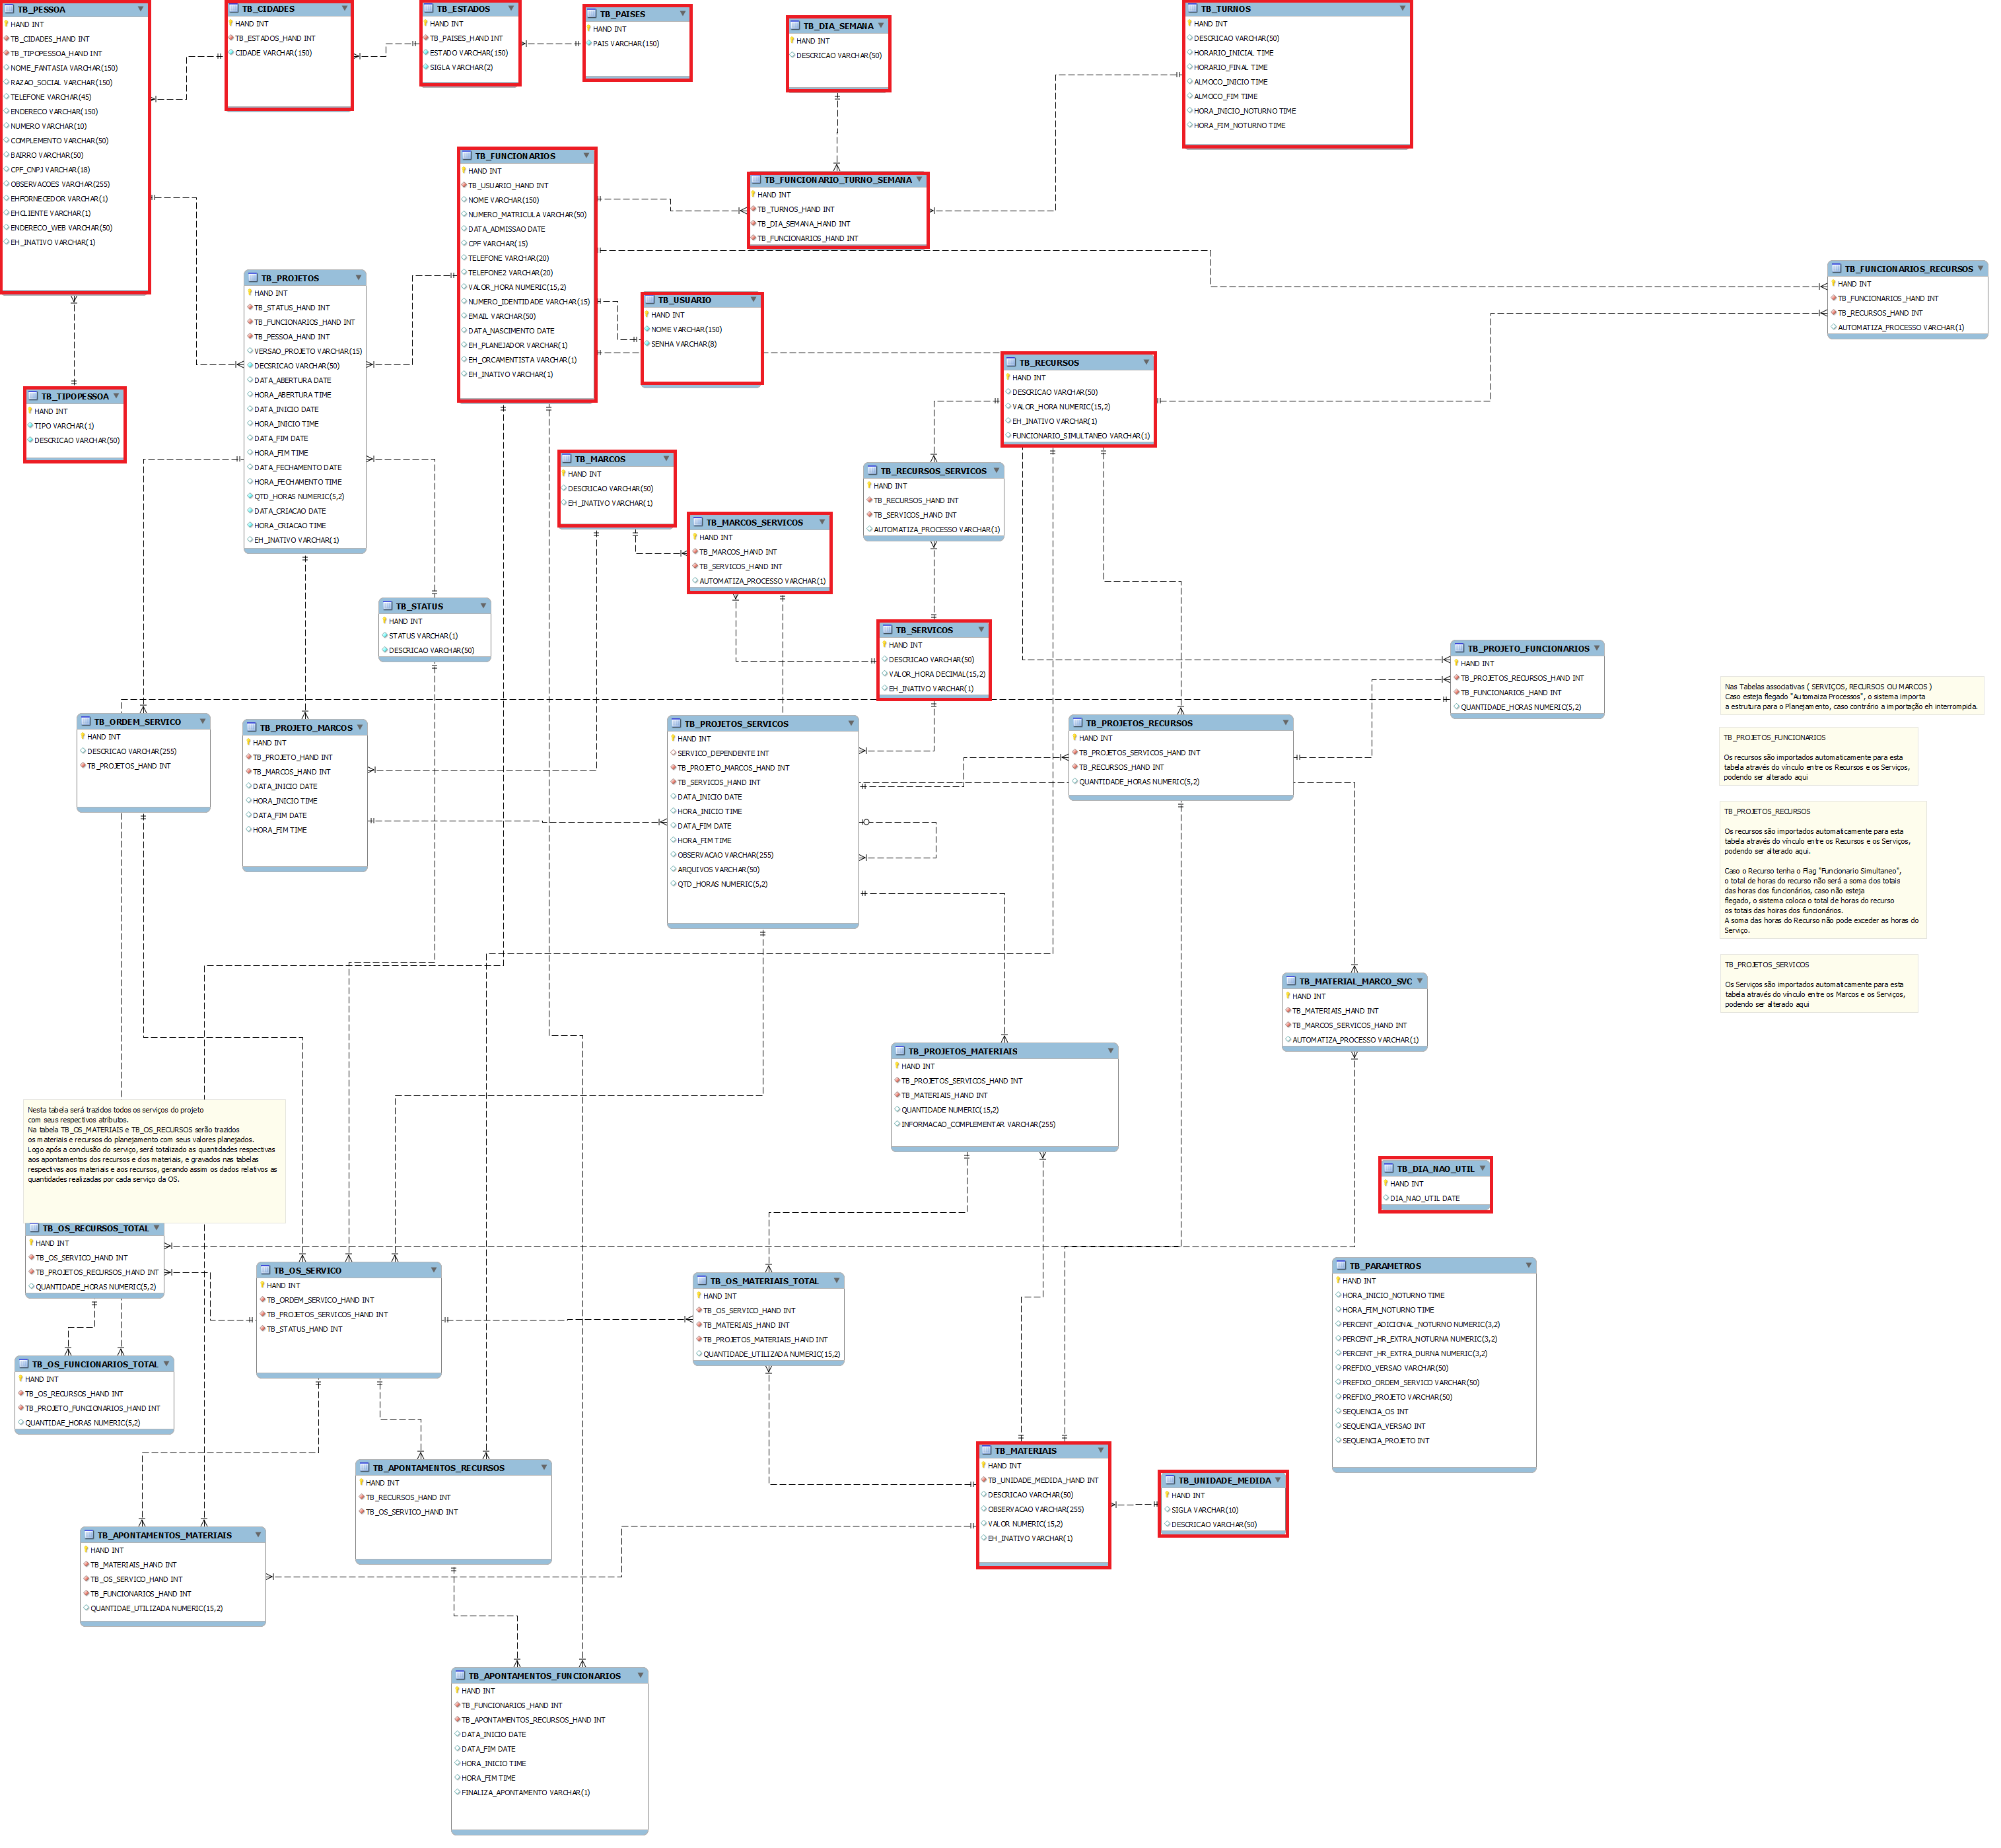 TB_PESSOA
HAND INT
TB_CIDADES_HAND INT
TB_TIPOPESSOA_HAND INT
NOME_FANTASIA VARCHAR(150)
RAZAO_SOCIAL VARCHAR(150)
TELEFONE VARCHAR(45)
ENDERECO VARCHAR(150)
NUMERO VARCHAR(10)
COMPLEMENTO VARCHAR(50)
BAIRRO VARCHAR(50)
CPF_CNPJ VARCHAR(18)
OBSERVACOES VARCHAR(255)
EHFORNECEDOR VARCHAR(1)
EHCLIENTE VARCHAR(1)
ENDERECO_WEB VARCHAR(50)
EH_INATIVO VARCHAR(1)
TB_CIDADES
HAND INT
TB_ESTADOS_HAND INT
CIDADE VARCHAR(150)
TB_ESTADOS
HAND INT
TB_PAISES_HAND INT
ESTADO VARCHAR(150)
SIGLA VARCHAR(2)
TB_PAISES
HAND INT
PAIS VARCHAR(150)
TB_DIA_SEMANA
HAND INT
DESCRICAO VARCHAR(50)
TB_TURNOS
HAND INT
DESCRICAO VARCHAR(50)
HORARIO_INICIAL TIME
HORARIO_FINAL TIME
ALMOCO_INICIO TIME
ALMOCO_FIM TIME
HORA_INICIO_NOTURNO TIME
HORA_FIM_NOTURNO TIME
TB_FUNCIONARIOS
HAND INT
TB_USUARIO_HAND INT
NOME VARCHAR(150)
NUMERO_MATRICULA VARCHAR(50)
DATA_ADMISSAO DATE
CPF VARCHAR(15)
TELEFONE VARCHAR(20)
TELEFONE2 VARCHAR(20)
VALOR_HORA NUMERIC(15,2)
NUMERO_IDENTIDADE VARCHAR(15)
EMAIL VARCHAR(50)
DATA_NASCIMENTO DATE
EH_PLANEJADOR VARCHAR(1)
EH_ORCAMENTISTA VARCHAR(1)
EH_INATIVO VARCHAR(1)
TB_FUNCIONARIO_TURNO_SEMANA
HAND INT
TB_TURNOS_HAND INT
TB_DIA_SEMANA_HAND INT
TB_FUNCIONARIOS_HAND INT
TB_FUNCIONARIOS_RECURSOS
HAND INT
TB_FUNCIONARIOS_HAND INT
TB_RECURSOS_HAND INT
AUTOMATIZA_PROCESSO VARCHAR(1)
TB_PROJETOS
HAND INT
TB_STATUS_HAND INT
TB_FUNCIONARIOS_HAND INT
TB_PESSOA_HAND INT
VERSAO_PROJETO VARCHAR(15)
DECSRICAO VARCHAR(50)
DATA_ABERTURA DATE
HORA_ABERTURA TIME
DATA_INICIO DATE
HORA_INICIO TIME
DATA_FIM DATE
HORA_FIM TIME
DATA_FECHAMENTO DATE
HORA_FECHAMENTO TIME
QTD_HORAS NUMERIC(5,2)
DATA_CRIACAO DATE
HORA_CRIACAO TIME
EH_INATIVO VARCHAR(1)
TB_USUARIO
HAND INT
NOME VARCHAR(150)
SENHA VARCHAR(8)
TB_RECURSOS
HAND INT
DESCRICAO VARCHAR(50)
VALOR_HORA NUMERIC(15,2)
EH_INATIVO VARCHAR(1)
FUNCIONARIO_SIMULTANEO VARCHAR(1)
TB_TIPOPESSOA
HAND INT
TIPO VARCHAR(1)
DESCRICAO VARCHAR(50)
TB_MARCOS
HAND INT
DESCRICAO VARCHAR(50)
EH_INATIVO VARCHAR(1)
TB_RECURSOS_SERVICOS
HAND INT
TB_RECURSOS_HAND INT
TB_SERVICOS_HAND INT
AUTOMATIZA_PROCESSO VARCHAR(1)
TB_MARCOS_SERVICOS
HAND INT
TB_MARCOS_HAND INT
TB_SERVICOS_HAND INT
AUTOMATIZA_PROCESSO VARCHAR(1)
TB_STATUS
HAND INT
STATUS VARCHAR(1)
DESCRICAO VARCHAR(50)
TB_SERVICOS
HAND INT
DESCRICAO VARCHAR(50)
VALOR_HORA DECIMAL(15,2)
EH_INATIVO VARCHAR(1)
TB_PROJETO_FUNCIONARIOS
HAND INT
TB_PROJETOS_RECURSOS_HAND INT
TB_FUNCIONARIOS_HAND INT
QUANTIDADE_HORAS NUMERIC(5,2)
Nas Tabelas associativas ( SERVIÇOS, RECURSOS OU MARCOS )
Caso esteja flegado "Automaiza Processos", o sistema importa
a estrutura para o Planejamento, caso contrário a importação eh interrompida.
TB_ORDEM_SERVICO
HAND INT
DESCRICAO VARCHAR(255)
TB_PROJETOS_HAND INT
TB_PROJETO_MARCOS
HAND INT
TB_PROJETO_HAND INT
TB_MARCOS_HAND INT
DATA_INICIO DATE
HORA_INICIO TIME
DATA_FIM DATE
HORA_FIM TIME
TB_PROJETOS_SERVICOS
HAND INT
SERVICO_DEPENDENTE INT
TB_PROJETO_MARCOS_HAND INT
TB_SERVICOS_HAND INT
DATA_INICIO DATE
HORA_INICIO TIME
DATA_FIM DATE
HORA_FIM TIME
OBSERVACAO VARCHAR(255)
ARQUIVOS VARCHAR(50)
QTD_HORAS NUMERIC(5,2)
TB_PROJETOS_RECURSOS
HAND INT
TB_PROJETOS_SERVICOS_HAND INT
TB_RECURSOS_HAND INT
QUANTIDADE_HORAS NUMERIC(5,2)
TB_PROJETOS_FUNCIONARIOS
Os recursos são importados automaticamente para esta
tabela através do vínculo entre os Recursos e os Serviços,
podendo ser alterado aqui
TB_PROJETOS_RECURSOS
Os recursos são importados automaticamente para esta
tabela através do vínculo entre os Recursos e os Serviços,
podendo ser alterado aqui.
Caso o Recurso tenha o Flag "Funcionario Simultaneo",
o total de horas do recurso não será a soma dos totais
das horas dos funcionários, caso não esteja
flegado, o sistema coloca o total de horas do recurso
os totais das hoiras dos funcionários.
A soma das horas do Recurso não pode exceder as horas do
Serviço.
TB_PROJETOS_SERVICOS
Os Serviços são importados automaticamente para esta
tabela através do vínculo entre os Marcos e os Serviços,
podendo ser alterado aqui
TB_MATERIAL_MARCO_SVC
HAND INT
TB_MATERIAIS_HAND INT
TB_MARCOS_SERVICOS_HAND INT
AUTOMATIZA_PROCESSO VARCHAR(1)
TB_PROJETOS_MATERIAIS
HAND INT
TB_PROJETOS_SERVICOS_HAND INT
TB_MATERIAIS_HAND INT
QUANTIDADE NUMERIC(15,2)
INFORMACAO_COMPLEMENTAR VARCHAR(255)
Nesta tabela será trazidos todos os serviços do projeto
com seus respectivos atributos.
Na tabela TB_OS_MATERIAIS e TB_OS_RECURSOS serão trazidos
os materiais e recursos do planejamento com seus valores planejados.
Logo após a conclusão do serviço, será totalizado as quantidades respectivas
aos apontamentos dos recursos e dos materiais, e gravados nas tabelas
respectivas aos materiais e aos recursos, gerando assim os dados relativos as
quantidades realizadas por cada serviço da OS.
TB_DIA_NAO_UTIL
HAND INT
DIA_NAO_UTIL DATE
TB_OS_RECURSOS_TOTAL
HAND INT
TB_OS_SERVICO_HAND INT
TB_PROJETOS_RECURSOS_HAND INT
QUANTIDADE_HORAS NUMERIC(5,2)
TB_OS_SERVICO
HAND INT
TB_ORDEM_SERVICO_HAND INT
TB_PROJETOS_SERVICOS_HAND INT
TB_STATUS_HAND INT
TB_OS_MATERIAIS_TOTAL
HAND INT
TB_OS_SERVICO_HAND INT
TB_MATERIAIS_HAND INT
TB_PROJETOS_MATERIAIS_HAND INT
QUANTIDADE_UTILIZADA NUMERIC(15,2)
TB_PARAMETROS
HAND INT
HORA_INICIO_NOTURNO TIME
HORA_FIM_NOTURNO TIME
PERCENT_ADICIONAL_NOTURNO NUMERIC(3,2)
PERCENT_HR_EXTRA_NOTURNA NUMERIC(3,2)
PERCENT_HR_EXTRA_DURNA NUMERIC(3,2)
PREFIXO_VERSAO VARCHAR(50)
PREFIXO_ORDEM_SERVICO VARCHAR(50)
PREFIXO_PROJETO VARCHAR(50)
SEQUENCIA_OS INT
SEQUENCIA_VERSAO INT
SEQUENCIA_PROJETO INT
TB_OS_FUNCIONARIOS_TOTAL
HAND INT
TB_OS_RECURSOS_HAND INT
TB_PROJETO_FUNCIONARIOS_HAND INT
QUANTIDAE_HORAS NUMERIC(5,2)
TB_APONTAMENTOS_RECURSOS
HAND INT
TB_RECURSOS_HAND INT
TB_OS_SERVICO_HAND INT
TB_MATERIAIS
HAND INT
TB_UNIDADE_MEDIDA_HAND INT
DESCRICAO VARCHAR(50)
OBSERVACAO VARCHAR(255)
VALOR NUMERIC(15,2)
EH_INATIVO VARCHAR(1)
TB_UNIDADE_MEDIDA
HAND INT
SIGLA VARCHAR(10)
DESCRICAO VARCHAR(50)
TB_APONTAMENTOS_MATERIAIS
HAND INT
TB_MATERIAIS_HAND INT
TB_OS_SERVICO_HAND INT
TB_FUNCIONARIOS_HAND INT
QUANTIDAE_UTILIZADA NUMERIC(15,2)
TB_APONTAMENTOS_FUNCIONARIOS
HAND INT
TB_FUNCIONARIOS_HAND INT
TB_APONTAMENTOS_RECURSOS_HAND INT
DATA_INICIO DATE
DATA_FIM DATE
HORA_INICIO TIME
HORA_FIM TIME
FINALIZA_APONTAMENTO VARCHAR(1)